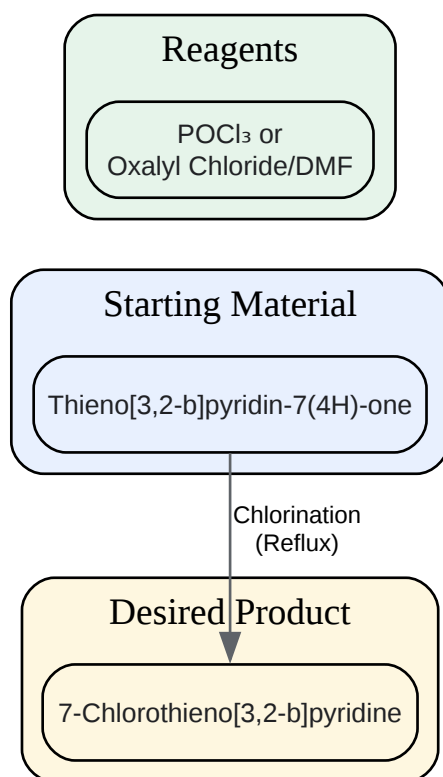 Reagents
POCl₃ or
Oxalyl Chloride/DMF
Starting Material
Thieno[3,2-b]pyridin-7(4H)-one
Chlorination
(Reflux)
Desired Product
7-Chlorothieno[3,2-b]pyridine